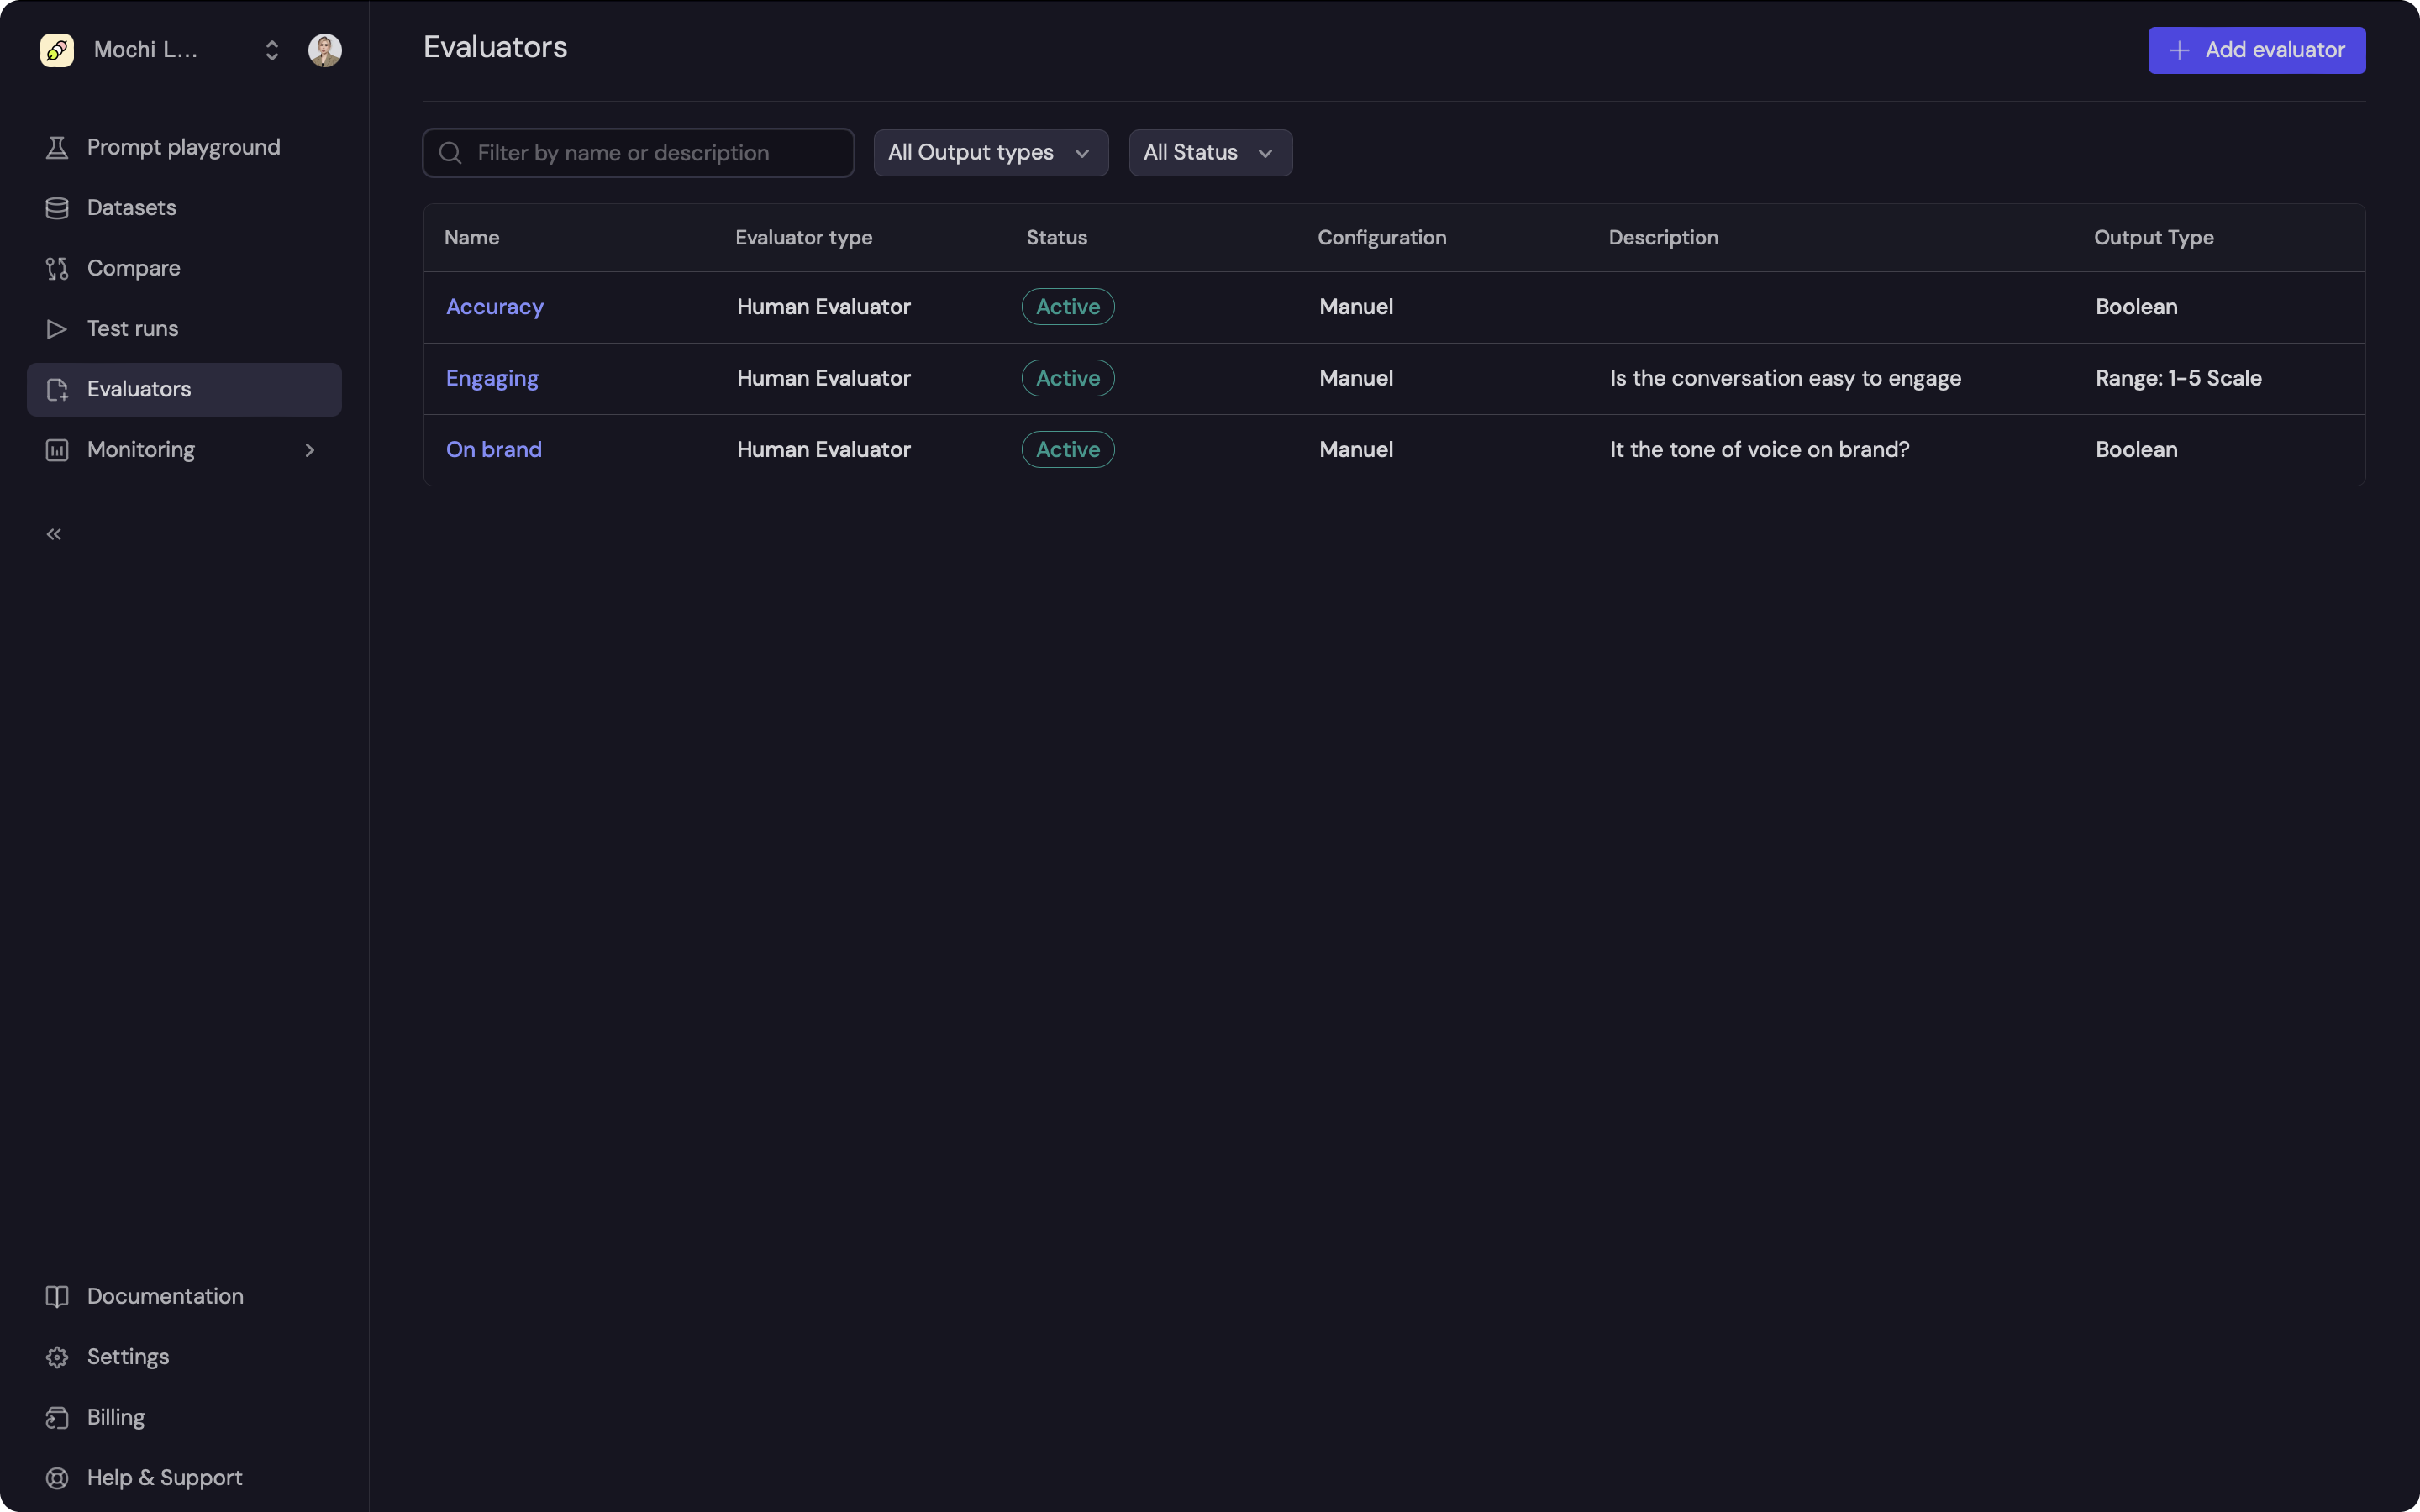 Mochi L...
Prompt playground
Datasets
Compare
Test runs
Evaluators
Monitoring
Documentation
Settings
Billing
Help & Support
Evaluators
Add evaluator
Filter by name or description
All Output types
All Status
Name Evaluator type Status Configuration Description Output Type
Accuracy Human Evaluator Active Manuel Boolean
Engaging Human Evaluator Active Manuel Is the conversation easy to engage Range: 1-5 Scale
On brand Human Evaluator Active Manuel It the tone of voice on brand? Boolean